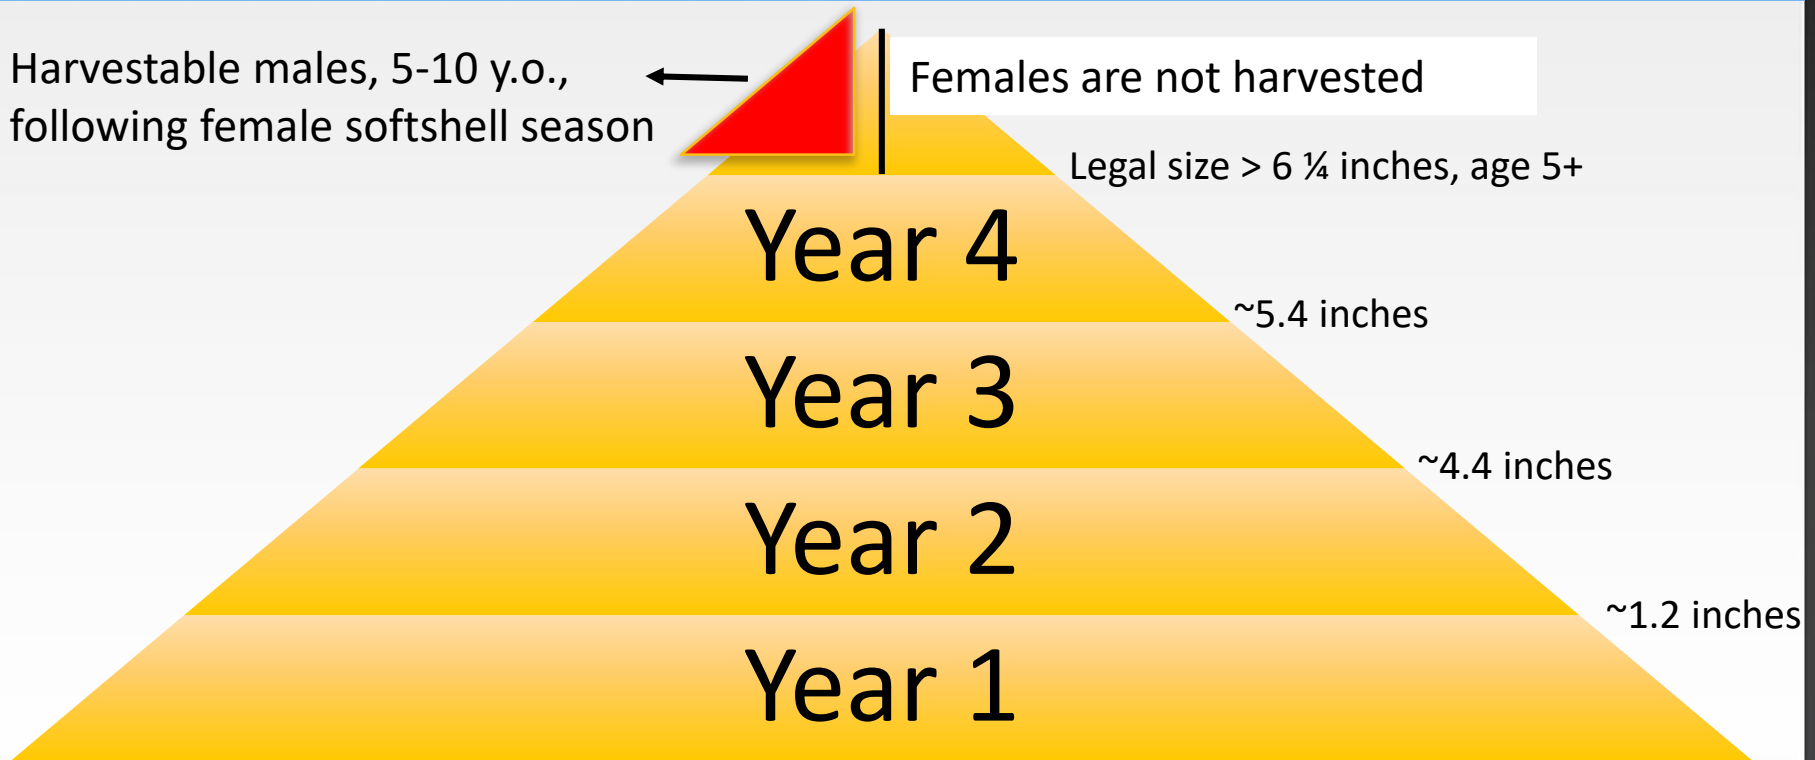 Harvestable males, 5-10 y.o.,
following female softshell season
Females are not harvested
Legal size > 6 ¼ inches, age 5+
Year 4
~5.4 inches
Year 3
~4.4 inches
Year 2
~1.2 inches
Year 1